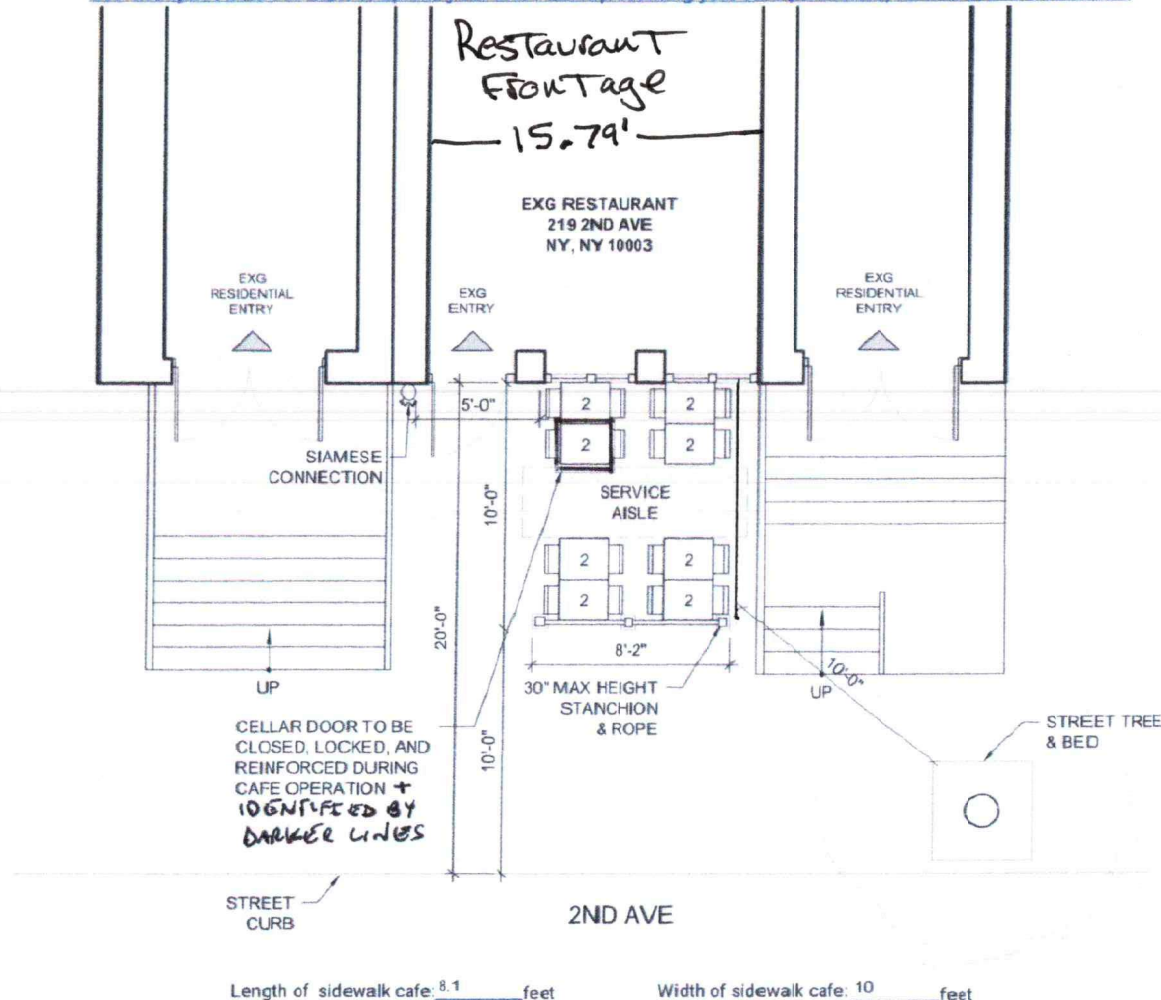 Restaurant
Frontage
15.79'
EXG RESTAURANT
219 2ND AVE
NY, NY 10003
EXG
RESIDENTIAL
ENTRY
EXG
ENTRY
EXG
RESIDENTIAL
ENTRY
5'-0"
2
2
2
2
SIAMESE
CONNECTION
SERVICE
AISLE
10'-0"
2
2
2
2
20'-0"
8'-2"
UP
30" MAX HEIGHT
STANCHION
& ROPE
10'-0"
UP
CELLAR DOOR TO BE
CLOSED, LOCKED, AND
REINFORCED DURING
CAFE OPERATION +
IDENTIFIED BY
DARKER LINES
10'-0"
STREET TREE
& BED
STREET
CURB
2ND AVE
Length of sidewalk cafe: 8.1 feet
Width of sidewalk cafe: 10 feet